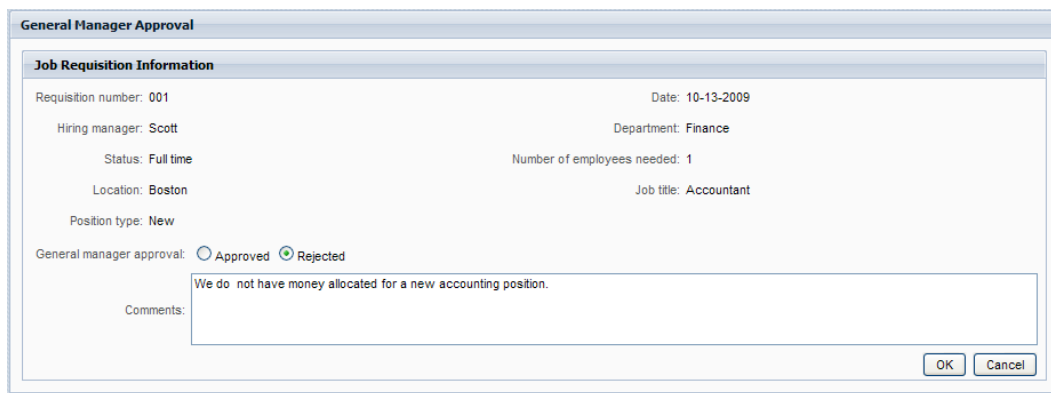 General Manager Approval
Job Requisition Information
Requisition number: 001 Date: 10-13-2009
Hiring manager: Scott Department: Finance
Status: Full time Number of employees needed: 1
Location: Boston Job title: Accountant
Position type: New
General manager approval: Approved Rejected
We do  not have money allocated for a new accounting position.
Comments:
OK Cancel